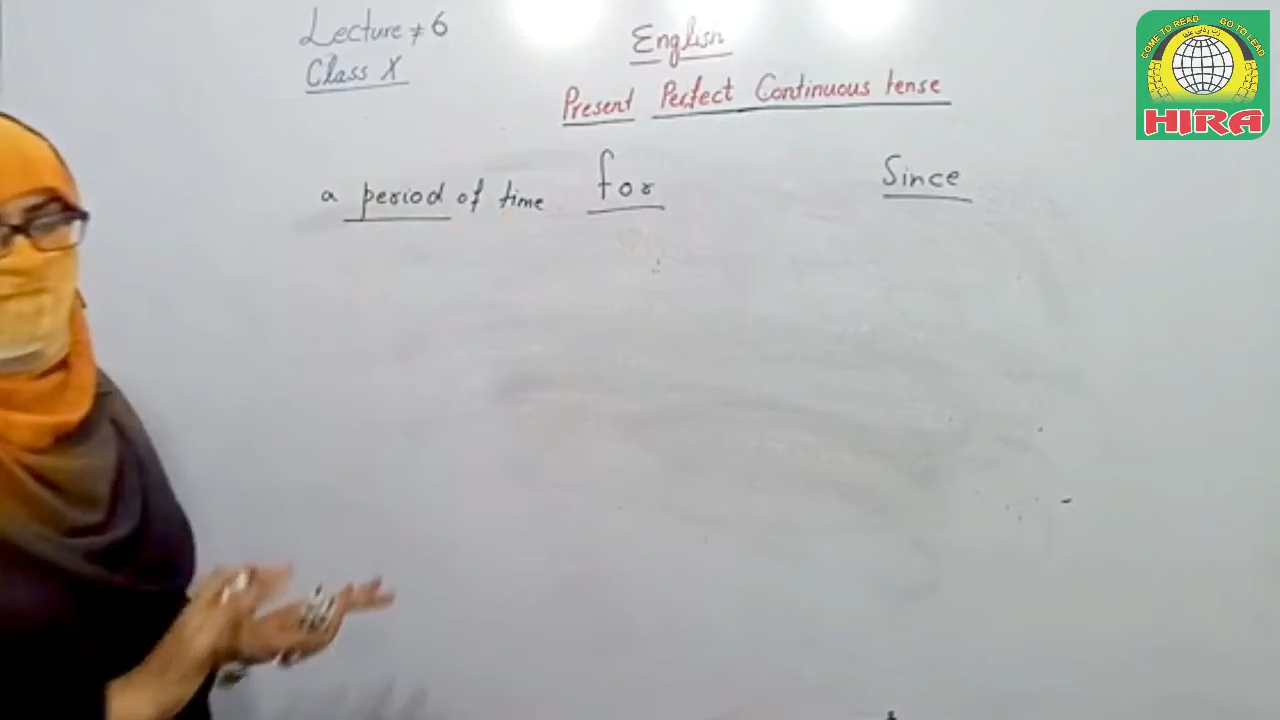 Lecture # 6
Class X
English
Present Perfect Continuous tense
a period of time for
Since
COME TO READ
GO TO LEAD
HIRA